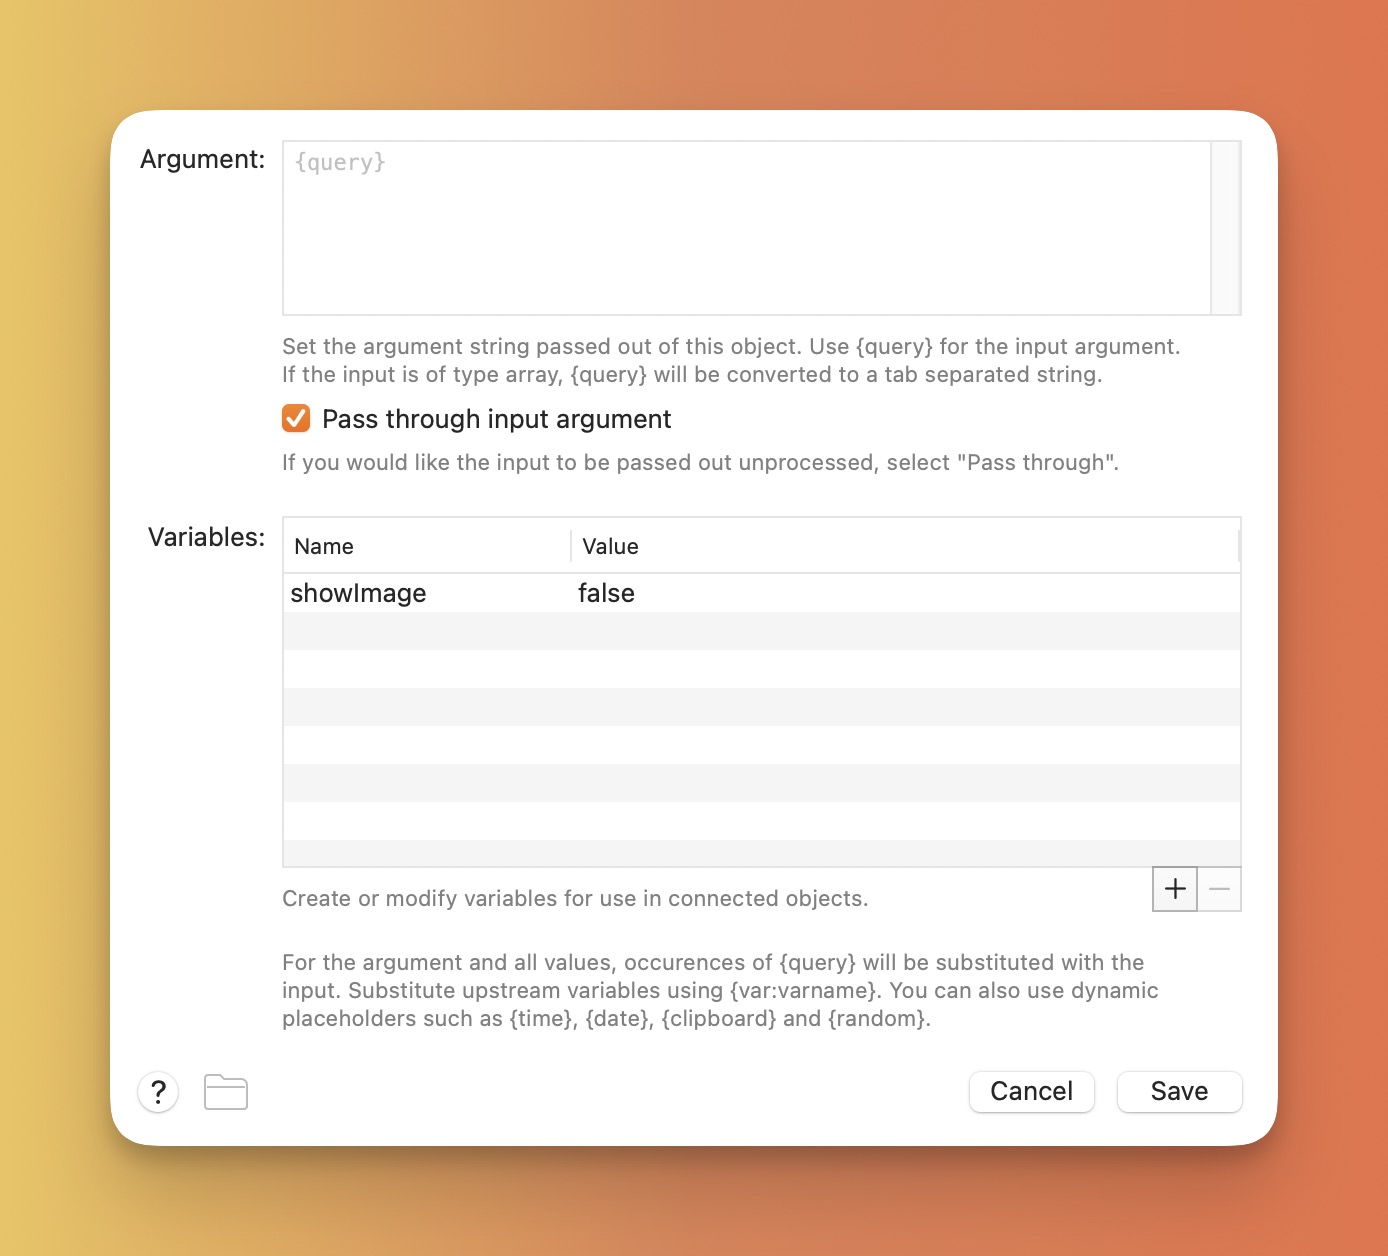 Argument:
{query}
Set the argument string passed out of this object. Use {query} for the input argument.
If the input is of type array, {query} will be converted to a tab separated string.
Pass through input argument
If you would like the input to be passed out unprocessed, select "Pass through".
Variables:
Name Value
showImage false
Create or modify variables for use in connected objects.
For the argument and all values, occurences of {query} will be substituted with the
input. Substitute upstream variables using {var:varname}. You can also use dynamic
placeholders such as {time}, {date}, {clipboard} and {random}.
? Cancel Save